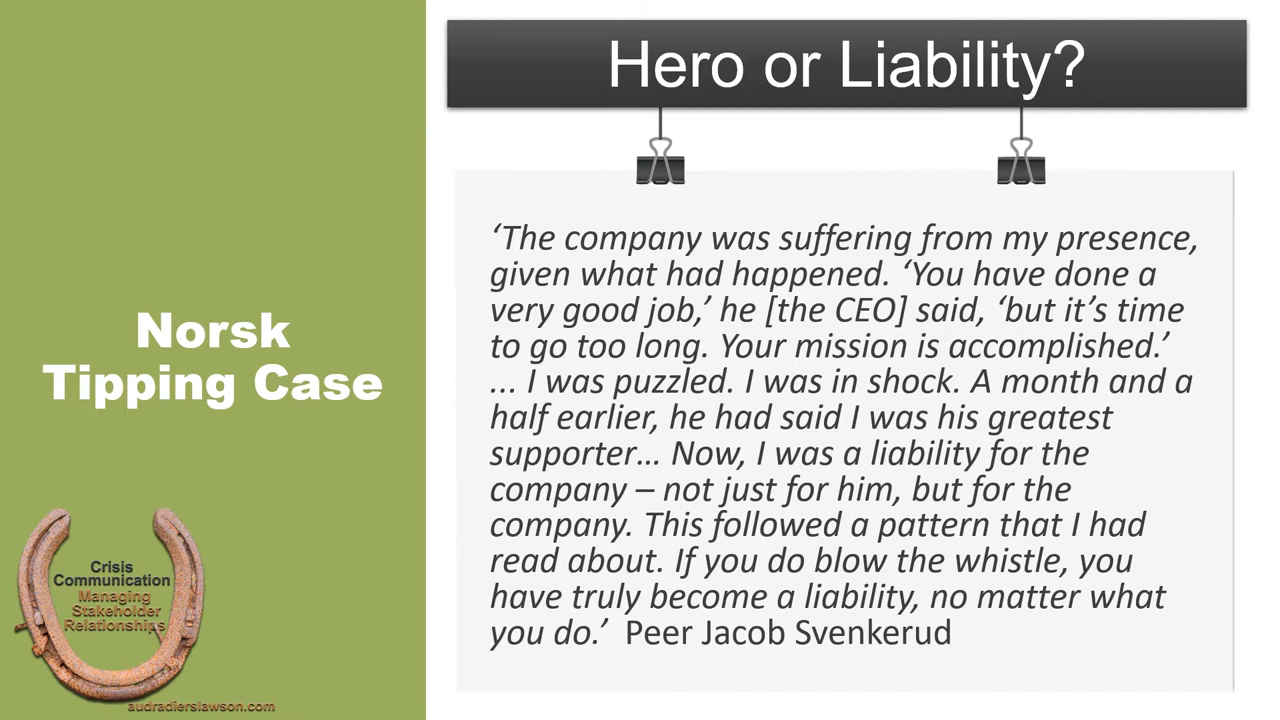 Hero or Liability?
Norsk
Tipping Case
‘The company was suffering from my presence,
given what had happened. ‘You have done a
very good job,’ he [the CEO] said, ‘but it’s time
to go too long. Your mission is accomplished.’
... I was puzzled. I was in shock. A month and a
half earlier, he had said I was his greatest
supporter… Now, I was a liability for the
company – not just for him, but for the
company. This followed a pattern that I had
read about. If you do blow the whistle, you
have truly become a liability, no matter what
you do.’ Peer Jacob Svenkerud
Crisis
Communication
Managing
Stakeholder
Relationships
audradierslawson.com